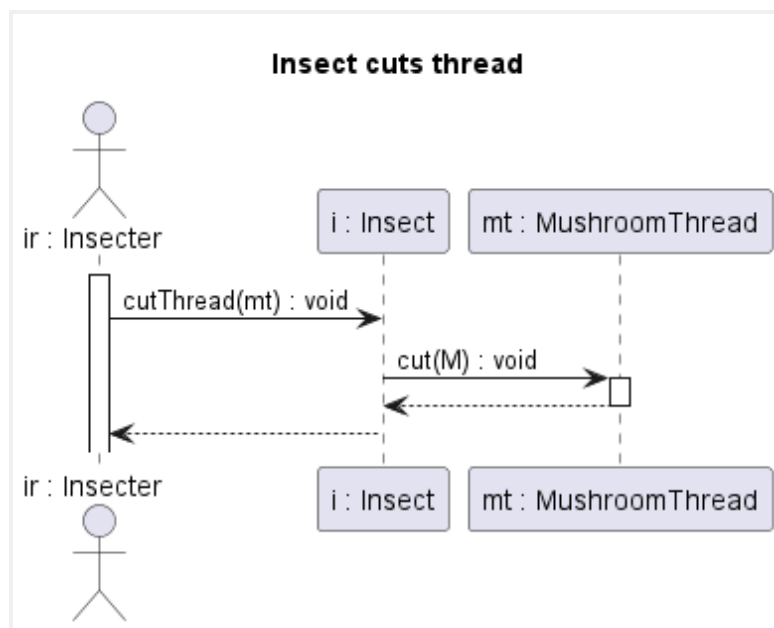 Insect cuts thread
ir : Insecter
i : Insect
mt : MushroomThread
cutThread(mt) : void
cut(M) : void
ir : Insecter
i : Insect
mt : MushroomThread